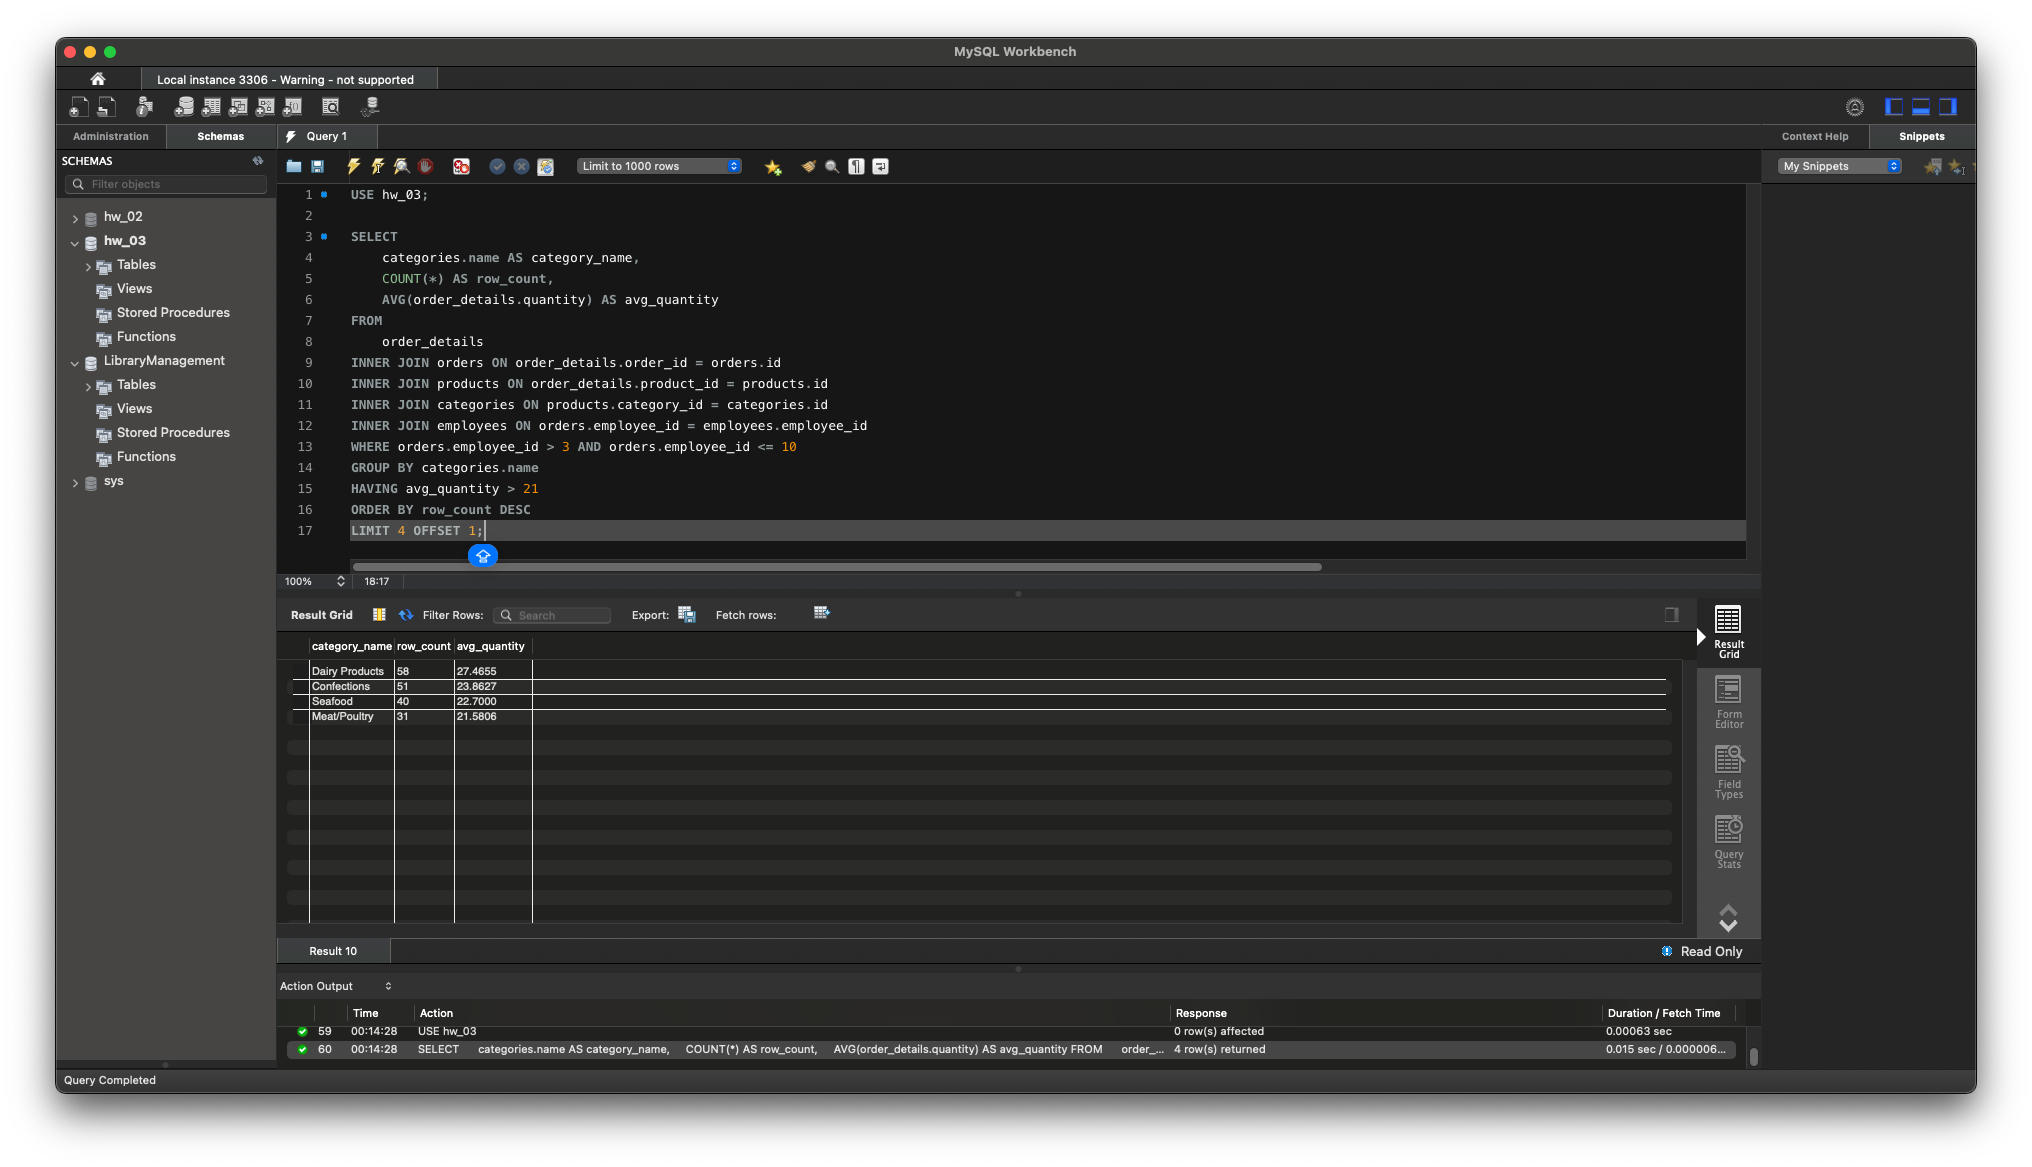 MySQL Workbench
Local instance 3306 - Warning - not supported
Administration
Schemas
Query 1
Context Help
Snippets
SCHEMAS
Filter objects
Limit to 1000 rows
My Snippets
hw_02
hw_03
Tables
Views
Stored Procedures
Functions
LibraryManagement
Tables
Views
Stored Procedures
Functions
sys
1 USE hw_03;
2
3 SELECT
4 categories.name AS category_name,
5 COUNT(*) AS row_count,
6 AVG(order_details.quantity) AS avg_quantity
7 FROM
8 order_details
9 INNER JOIN orders ON order_details.order_id = orders.id
10 INNER JOIN products ON order_details.product_id = products.id
11 INNER JOIN categories ON products.category_id = categories.id
12 INNER JOIN employees ON orders.employee_id = employees.employee_id
13 WHERE orders.employee_id > 3 AND orders.employee_id <= 10
14 GROUP BY categories.name
15 HAVING avg_quantity > 21
16 ORDER BY row_count DESC
17 LIMIT 4 OFFSET 1;
100% 18:17
Result Grid Filter Rows: Search Export: Fetch rows:
category_name row_count avg_quantity
Dairy Products 58 27.4655
Confections 51 23.8627
Seafood 40 22.7000
Meat/Poultry 31 21.5806
Result
Grid
Form
Editor
Field
Types
Query
Stats
Result 10
Read Only
Action Output
Time Action Response Duration / Fetch Time
59 00:14:28 USE hw_03 0 row(s) affected 0.00063 sec
60 00:14:28 SELECT categories.name AS category_name, COUNT(*) AS row_count, AVG(order_details.quantity) AS avg_quantity FROM order_... 4 row(s) returned 0.015 sec / 0.000006...
Query Completed